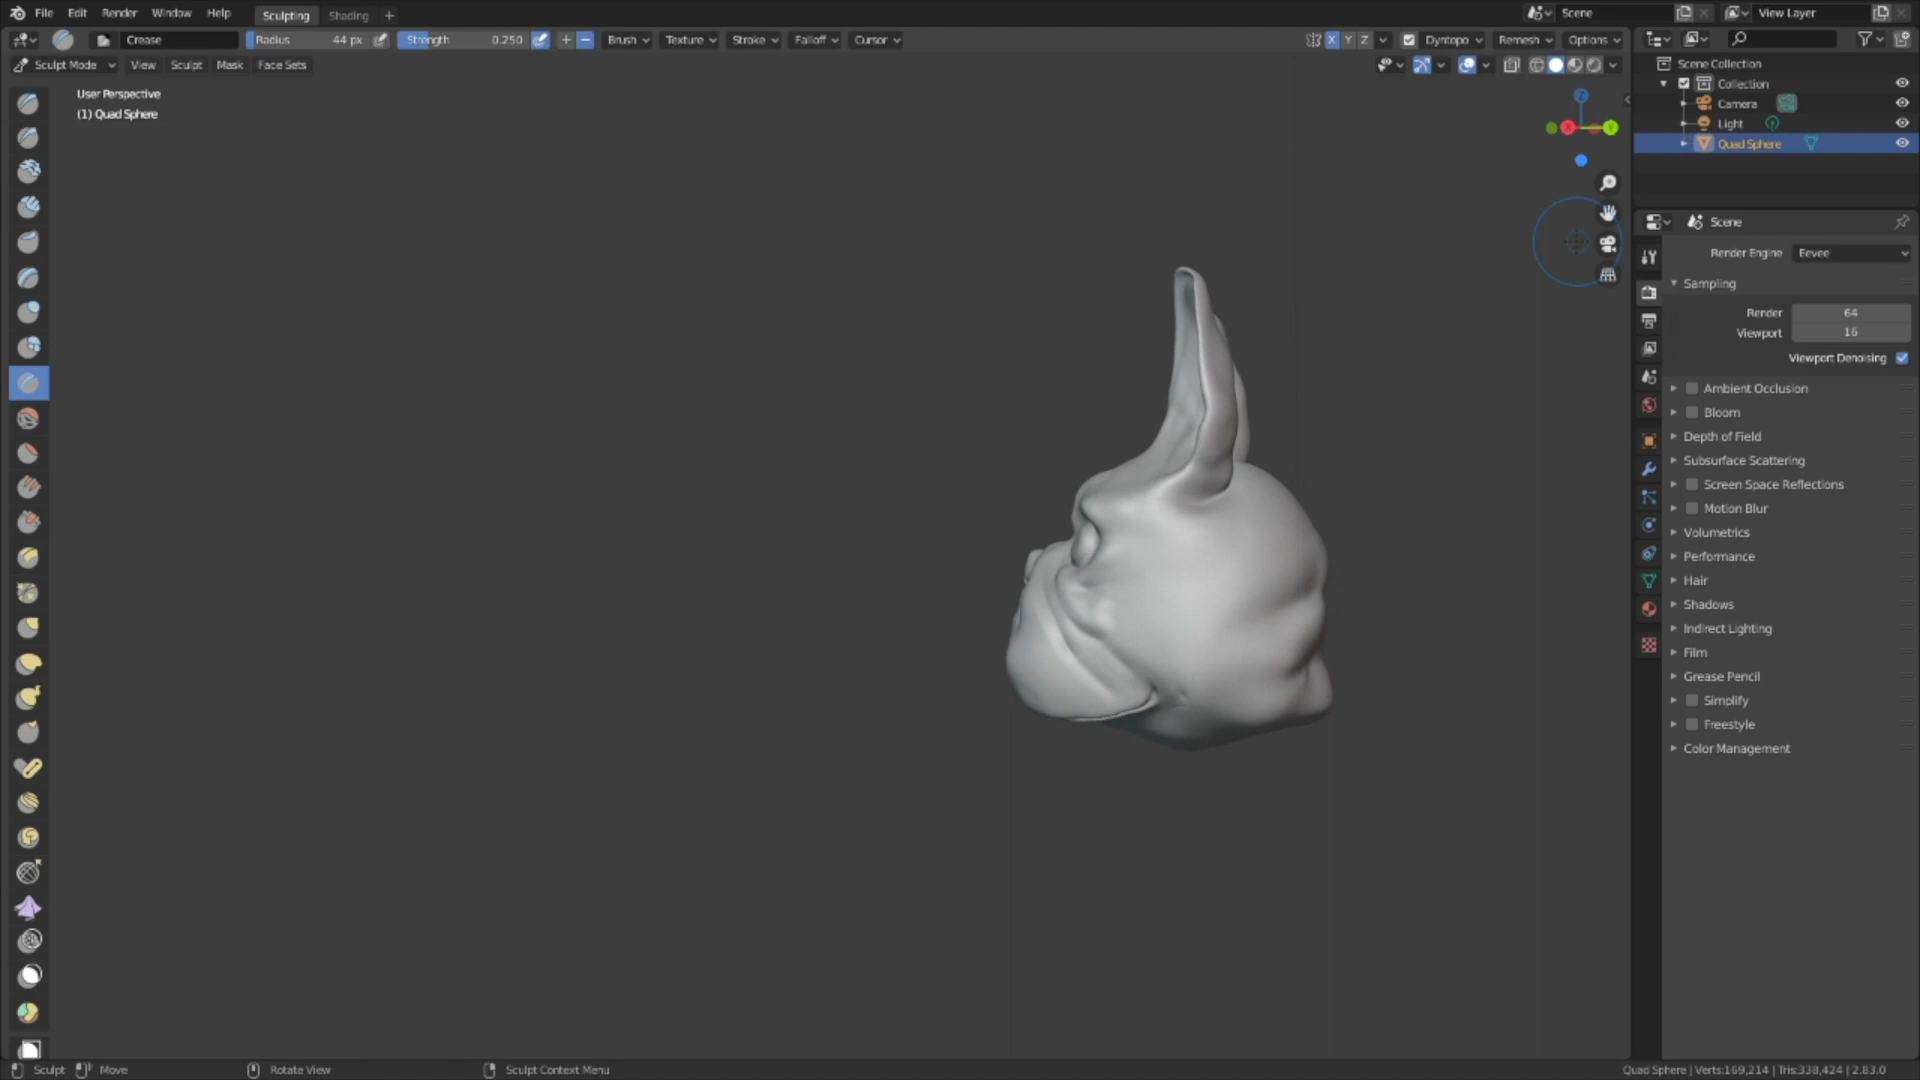 File Edit Render Window Help Sculpting Shading + Scene View Layer
Crease Radius 44 px Strength 0.250 Brush Texture Stroke Falloff Cursor X Y Z Dyntopo Remesh Options
Sculpt Mode View Sculpt Mask Face Sets
User Perspective
(1) Quad Sphere
Scene Collection
Collection
Camera
Light
Quad Sphere
Scene
Render Engine Eevee
Sampling
Render 64
Viewport 16
Viewport Denoising
Ambient Occlusion
Bloom
Depth of Field
Subsurface Scattering
Screen Space Reflections
Motion Blur
Volumetrics
Performance
Hair
Shadows
Indirect Lighting
Film
Grease Pencil
Simplify
Freestyle
Color Management
Sculpt Move Rotate View Sculpt Context Menu Quad Sphere | Verts:169,214 | Tris:338,424 | 2.83.0